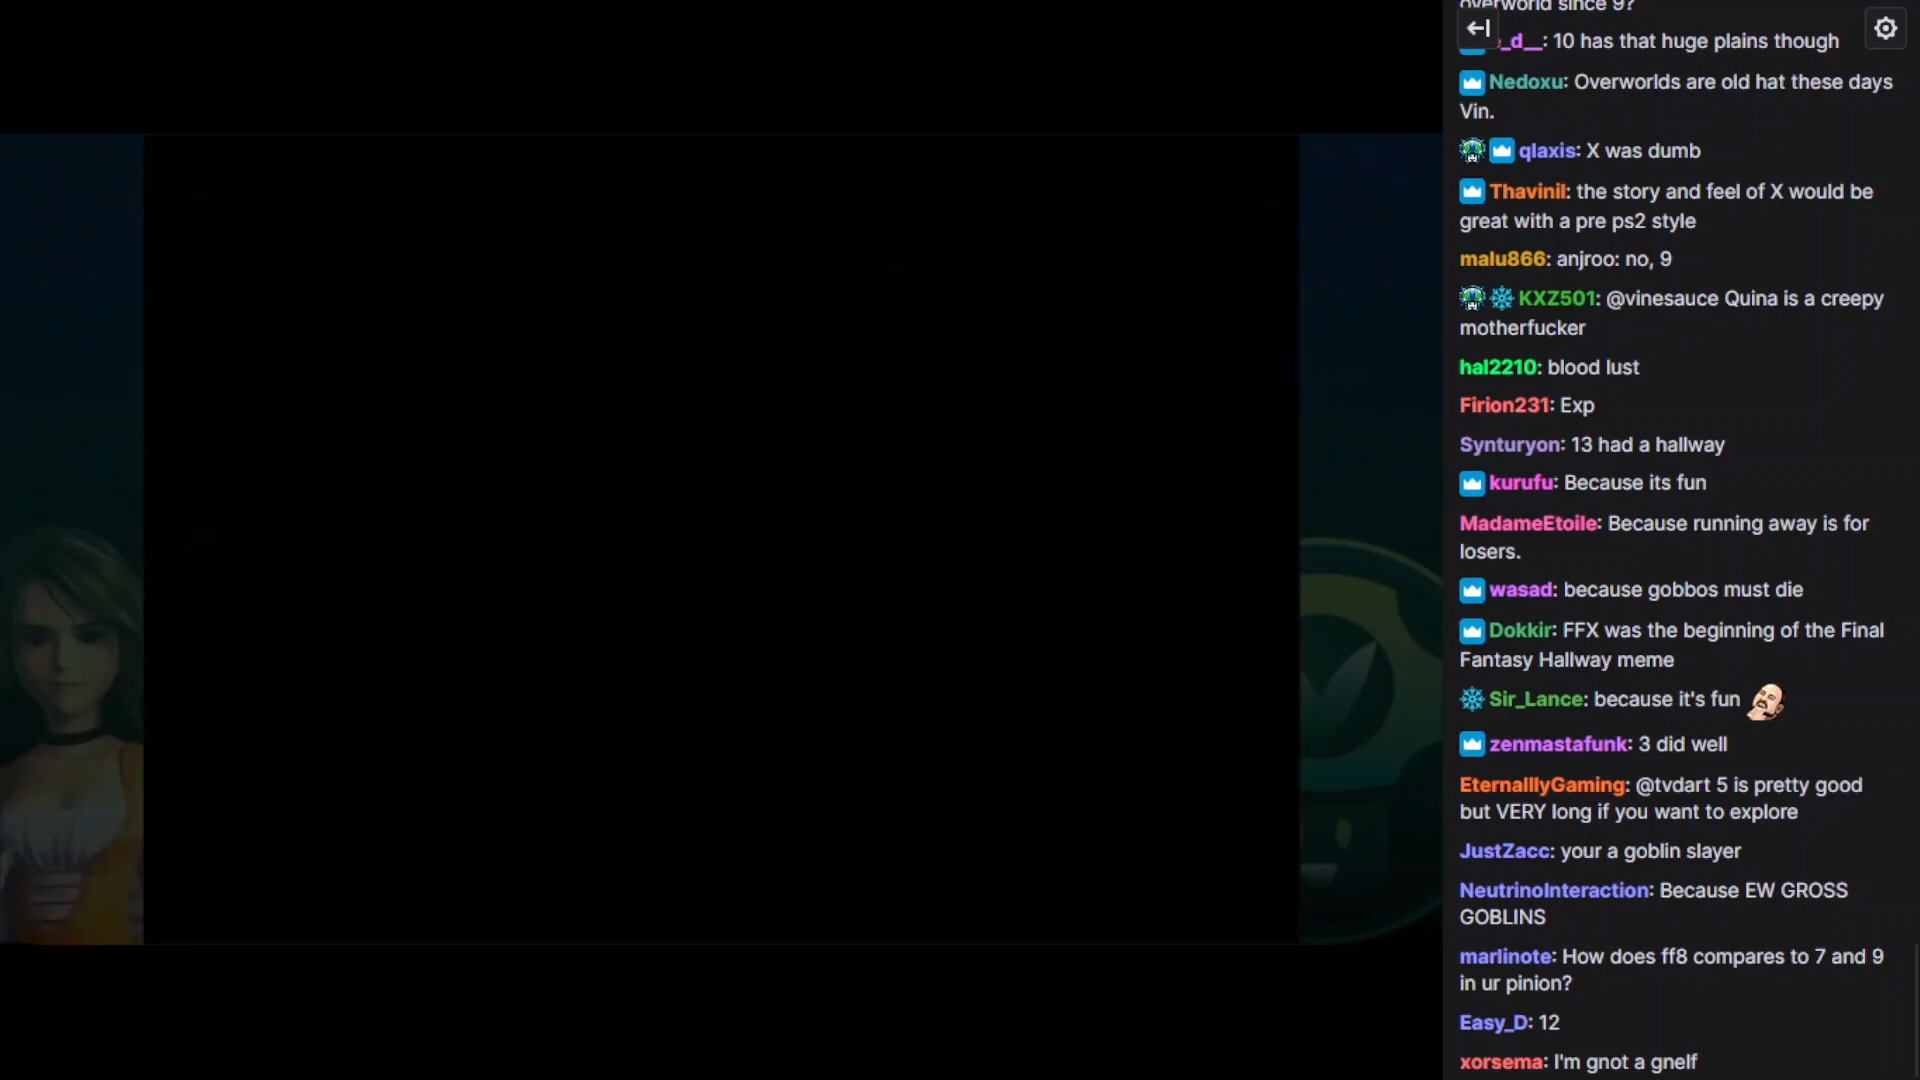 overworld since 9?
_d__: 10 has that huge plains though
Nedoxu: Overworlds are old hat these days
Vin.
qlaxis: X was dumb
Thavinil: the story and feel of X would be
great with a pre ps2 style
malu866: anjroo: no, 9
KXZ501: @vinesauce Quina is a creepy
motherfucker
hal2210: blood lust
Firion231: Exp
Synturyon: 13 had a hallway
kurufu: Because its fun
MadameEtoile: Because running away is for
losers.
wasad: because gobbos must die
Dokkir: FFX was the beginning of the Final
Fantasy Hallway meme
Sir_Lance: because it's fun
zenmastafunk: 3 did well
EternalllyGaming: @tvdart 5 is pretty good
but VERY long if you want to explore
JustZacc: your a goblin slayer
NeutrinoInteraction: Because EW GROSS
GOBLINS
marlinote: How does ff8 compares to 7 and 9
in ur pinion?
Easy_D: 12
xorsema: I'm gnot a gnelf